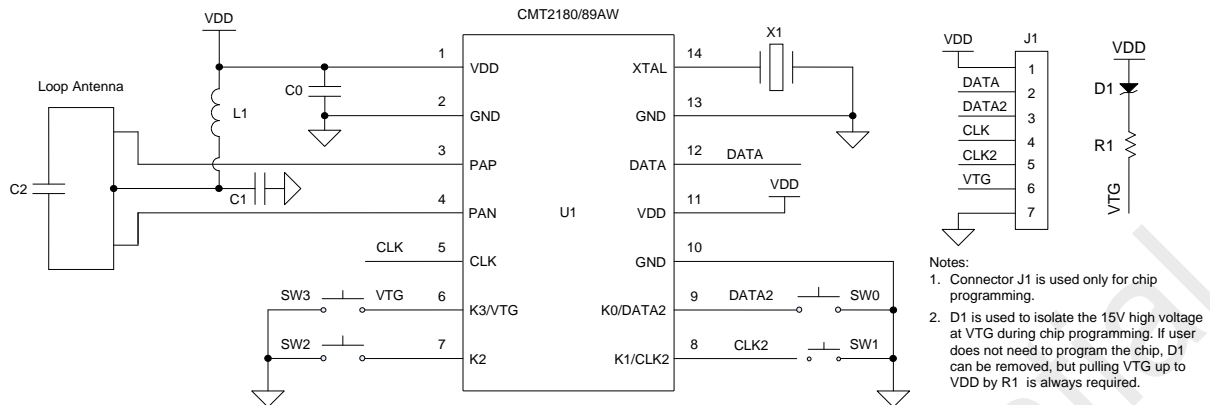 CMT2180/89AW
VDD
Loop Antenna
L1
C0
C1
C2
1
VDD
2
GND
3
PAP
4
PAN
CLK
5
CLK
SW3
VTG
6
K3/VTG
SW2
7
K2
U1
X1
14
XTAL
13
GND
12
DATA
DATA
VDD
11
VDD
10
GND
9
K0/DATA2
DATA2
SW0
8
K1/CLK2
CLK2
SW1
J1
VDD
1
DATA
2
DATA2
3
CLK
4
CLK2
5
VTG
6
7
VDD
D1
R1
VTG
Notes:
1. Connector J1 is used only for chip
programming.
2. D1 is used to isolate the 15V high voltage
at VTG during chip programming. If user
does not need to program the chip, D1
can be removed, but pulling VTG up to
VDD by R1 is always required.